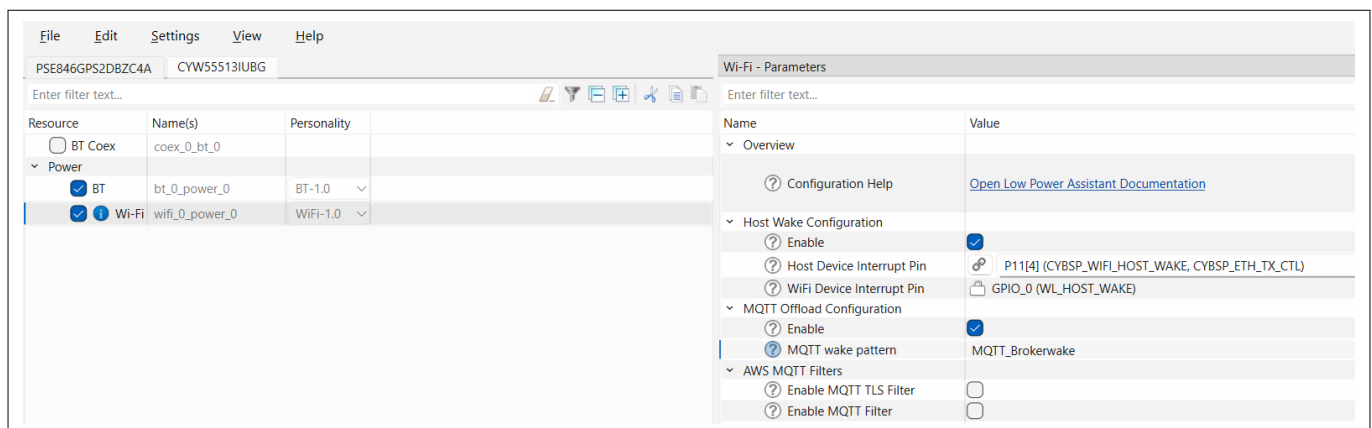 File Edit Settings View Help
PSE846GPS2DBZC4A CYW55513IUBG
Enter filter text...
Resource Name(s) Personality
BT Coex coex_0_bt_0
Power
BT bt_0_power_0 BT-1.0
Wi-Fi wifi_0_power_0 WiFi-1.0
Wi-Fi - Parameters
Enter filter text...
Name Value
Overview
Configuration Help Open Low Power Assistant Documentation
Host Wake Configuration
Enable
Host Device Interrupt Pin P11[4] (CYBSP_WIFI_HOST_WAKE, CYBSP_ETH_TX_CTL)
WiFi Device Interrupt Pin GPIO_0 (WL_HOST_WAKE)
MQTT Offload Configuration
Enable
MQTT wake pattern MQTT_Brokerwake
AWS MQTT Filters
Enable MQTT TLS Filter
Enable MQTT Filter